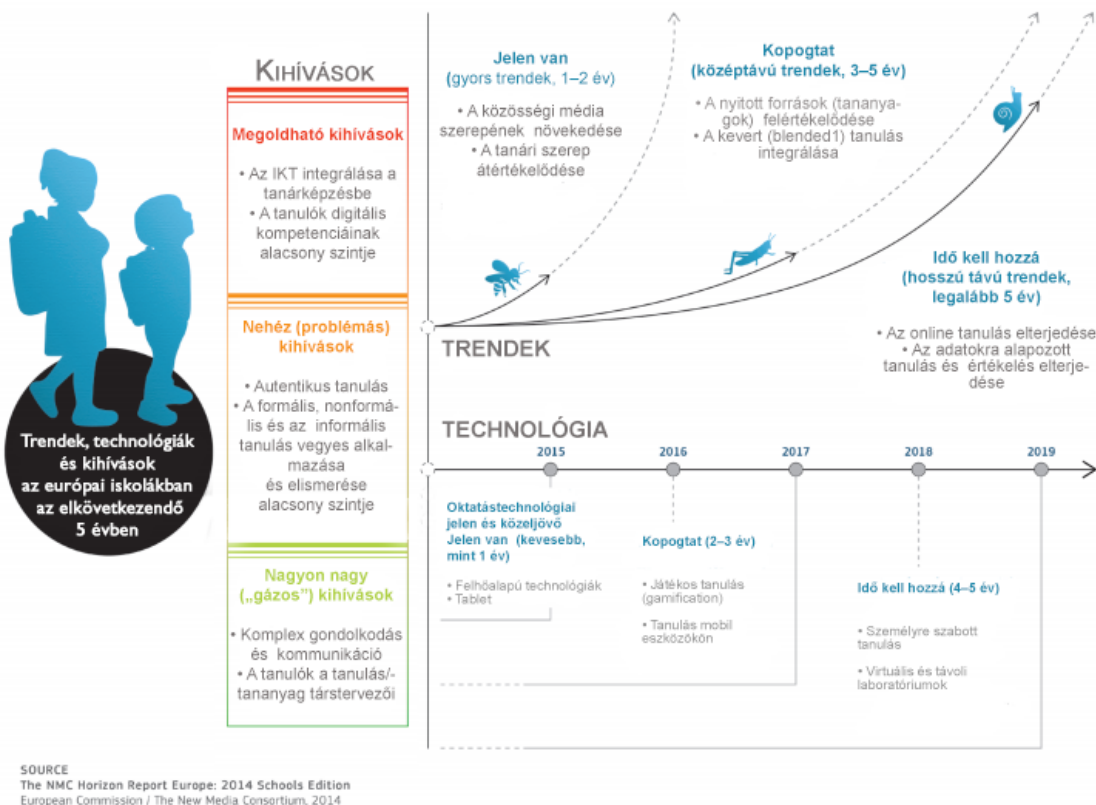 Trendek, technológiák
és kihívások
az európai iskolákban
az elkövetkezendő
5 évben
KIHÍVÁSOK
Megoldható kihívások
• Az IKT integrálása a
tanárképzésbe
• A tanulók digitális
kompetenciáinak
alacsony szintje
Nehéz (problémás)
kihívások
• Autentikus tanulás
• A formális, nonformá-
lis és az informális
tanulás vegyes alkal-
mazása
és elismerése
alacsony szintje
Nagyon nagy
(„gázos”) kihívások
• Komplex gondolkodás
és kommunikáció
• A tanulók a tanulás/-
tananyag társtervezői
Jelen van
(gyors trendek, 1–2 év)
• A közösségi média
szerepének növekedése
• A tanári szerep
átértékelődése
Kopogtat
(középtávú trendek, 3–5 év)
• A nyitott források (tananya-
gok) felértékelődése
• A kevert (blended1) tanulás
integrálása
Idő kell hozzá
(hosszú távú trendek,
legalább 5 év)
• Az online tanulás elterjedése
• Az adatokra alapozott
tanulás és értékelés elterje-
dése
TRENDEK
TECHNOLÓGIA
2015
2016
2017
2018
2019
Oktatástechnológiai
jelen és közeljövő
Jelen van (kevesebb,
mint 1 év)
• Felhőalapú technológiák
• Tablet
Kopogtat (2–3 év)
• Játékos tanulás
(gamification)
• Tanulás mobil
eszközökön
Idő kell hozzá (4–5 év)
• Személyre szabott
tanulás
• Virtuális és távoli
laboratóriumok
SOURCE
The NMC Horizon Report Europe: 2014 Schools Edition
European Commission / The New Media Consortium, 2014